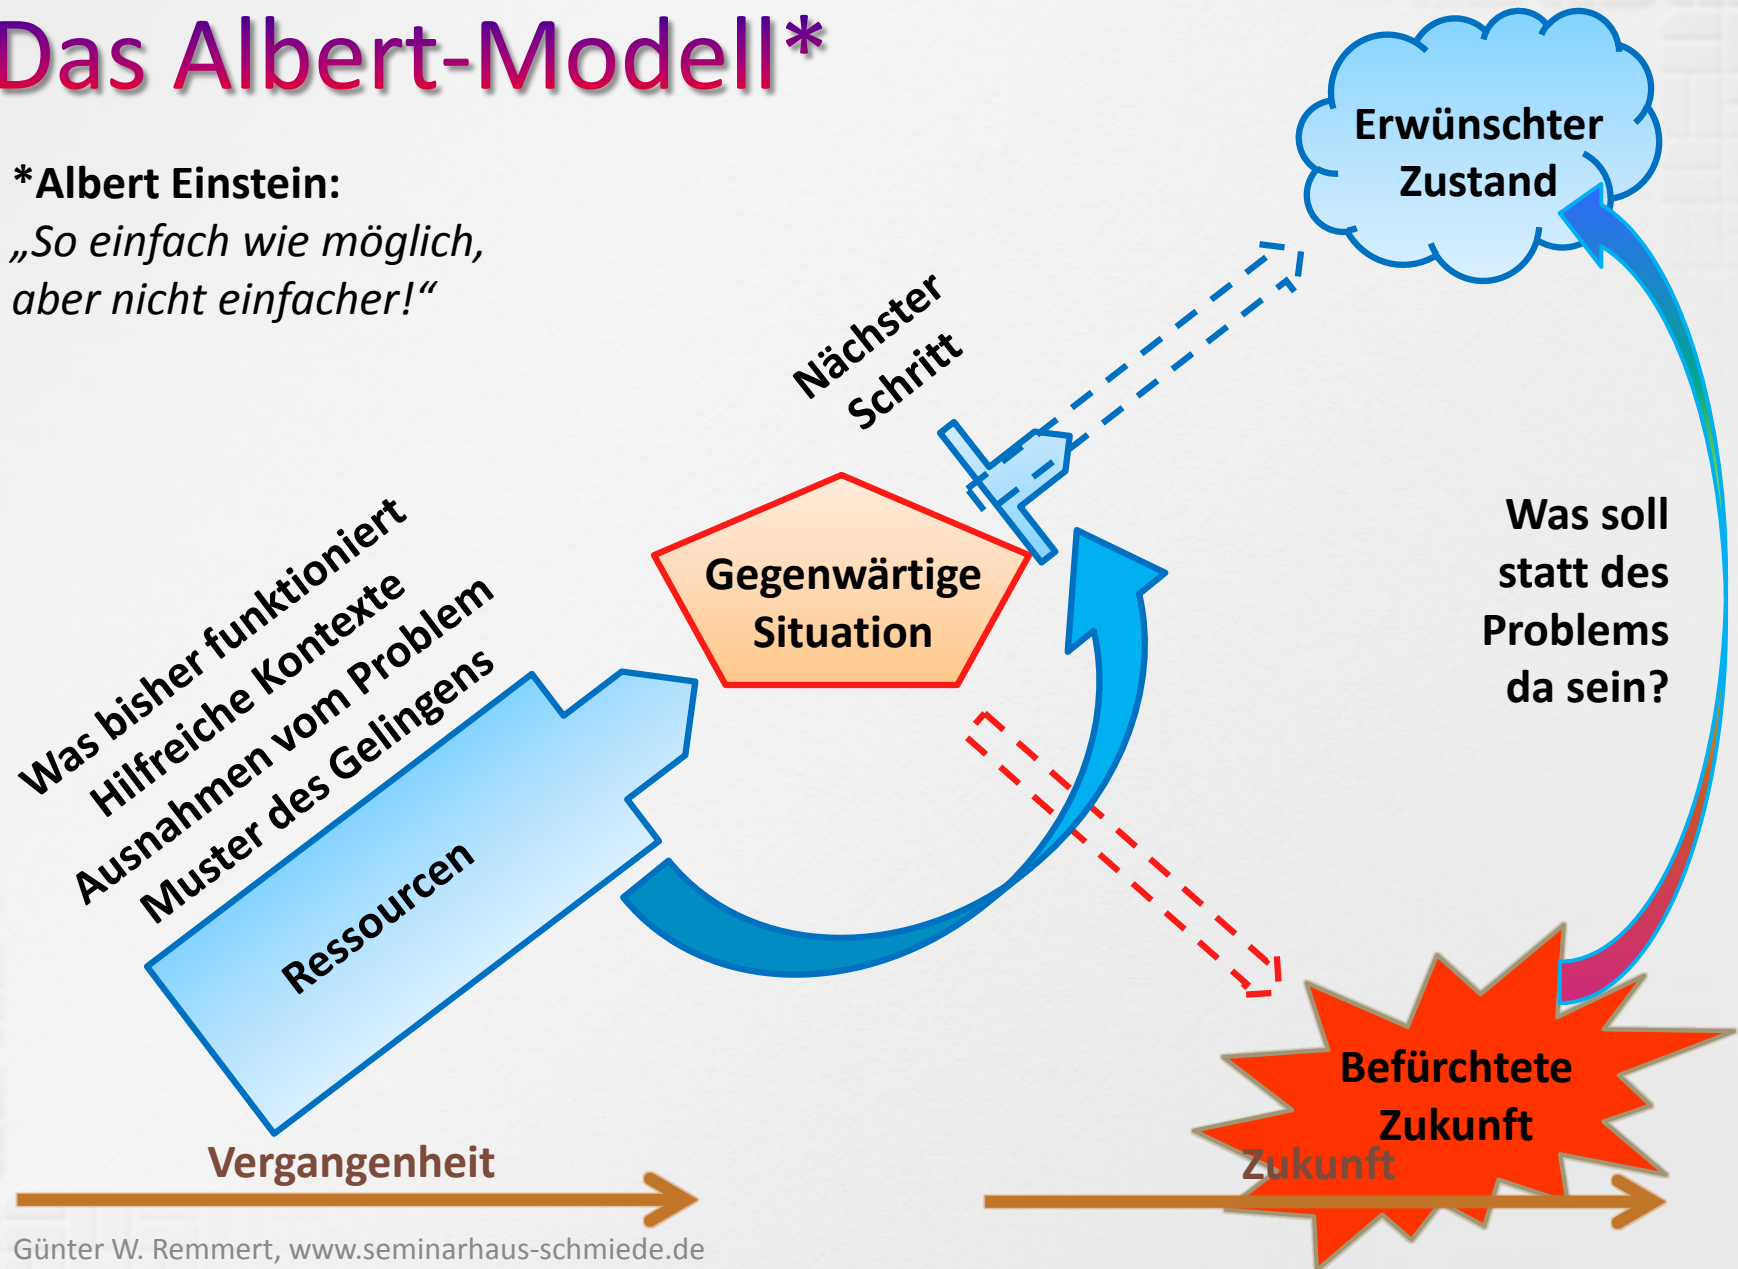 Das Albert-Modell*
*Albert Einstein:
„So einfach wie möglich,
aber nicht einfacher!“
Erwünschter
Zustand
Nächster
Schritt
Was bisher funktioniert
Hilfreiche Kontexte
Ausnahmen vom Problem
Muster des Gelingens
Ressourcen
Gegenwärtige
Situation
Was soll
statt des
Problems
da sein?
Befürchtete
Zukunft
Vergangenheit
Zukunft
Günter W. Remmert, www.seminarhaus-schmiede.de